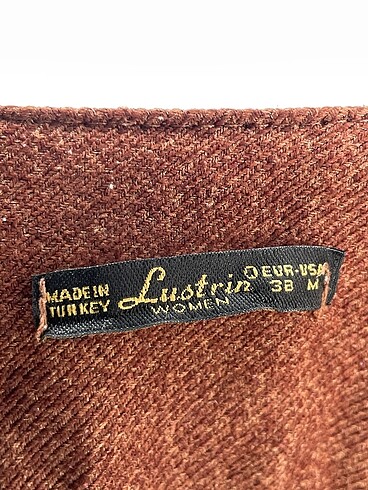 MADE IN
TURKEY
Lustrin
WOMEN
EUR-USA
38 M